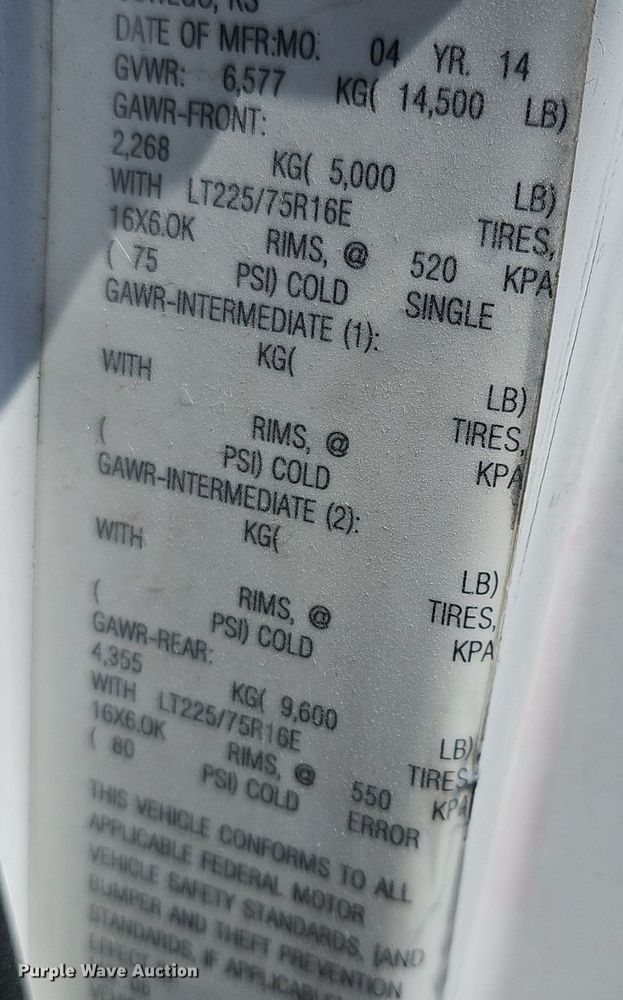 KS
DATE OF MFR:MO. 04 YR. 14
GVWR: 6,577 KG( 14,500 LB)
GAWR-FRONT:
2,268 KG( 5,000 LB)
WITH LT225/75R16E TIRES,
16X6.0K RIMS, @ 520 KPA
( 75 PSI) COLD SINGLE
GAWR-INTERMEDIATE (1):
KG( LB)
WITH TIRES,
RIMS, @ KPA
( PSI) COLD
GAWR-INTERMEDIATE (2):
KG( LB)
WITH TIRES,
RIMS, @ KPA
( PSI) COLD
GAWR-REAR:
4,355 KG( 9,600 LB)
WITH LT225/75R16E TIRES
16X6.0K RIMS, @ 550 KPA
( 80 PSI) COLD ERROR
THIS VEHICLE CONFORMS TO ALL
APPLICABLE FEDERAL MOTOR
VEHICLE SAFETY STANDARDS, [AND
BUMPER AND THEFT PREVENTION
STANDARDS, IF APPLICABLE
Purple Wave Auction